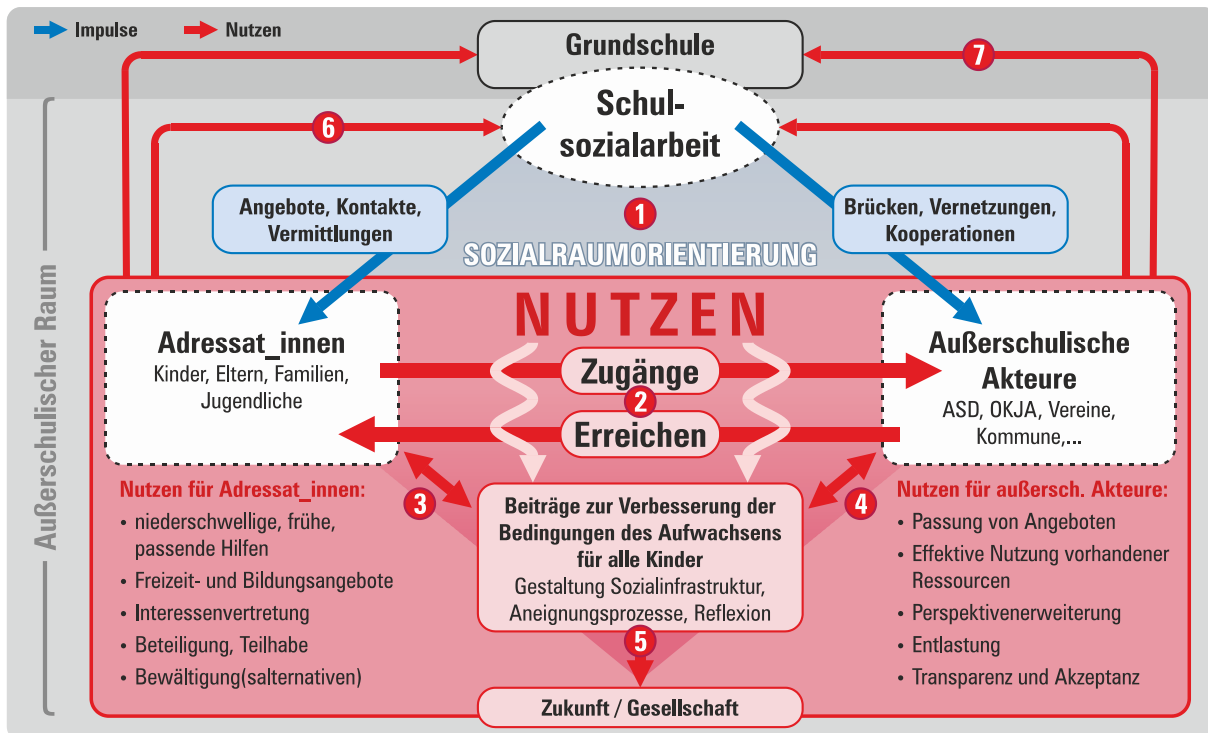 Impulse
Nutzen
Grundschule
7
Schul-
sozialarbeit
6
Angebote, Kontakte,
Vermittlungen
1
Brücken, Vernetzungen,
Kooperationen
SOZIALRAUMORIENTIERUNG
Außerschulischer Raum
NUTZEN
Adressat_innen
Kinder, Eltern, Familien,
Jugendliche
Zugänge
2
Erreichen
Außerschulische
Akteure
ASD, OKJA, Vereine,
Kommune,...
Nutzen für Adressat_innen:
• niederschwellige, frühe,
passende Hilfen
• Freizeit- und Bildungsangebote
• Interessenvertretung
• Beteiligung, Teilhabe
• Bewältigung(salternativen)
3
Beiträge zur Verbesserung der
Bedingungen des Aufwachsens
für alle Kinder
Gestaltung Sozialinfrastruktur,
Aneignungsprozesse, Reflexion
4
Nutzen für außersch. Akteure:
• Passung von Angeboten
• Effektive Nutzung vorhandener
Ressourcen
• Perspektivenerweiterung
• Entlastung
• Transparenz und Akzeptanz
5
Zukunft / Gesellschaft